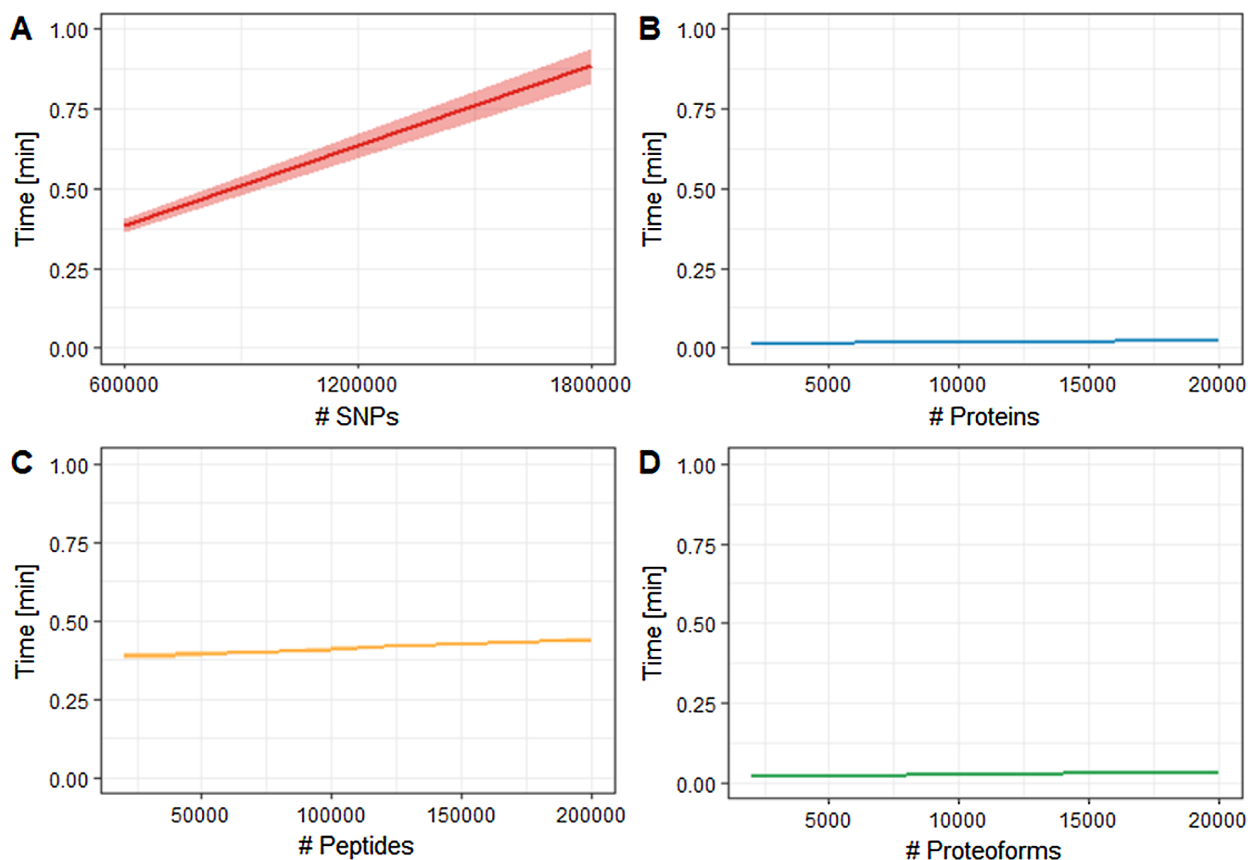 A
1.00
0.75
0.50
0.25
0.00
Time [min]
600000 1200000 1800000
# SNPs
B
1.00
0.75
0.50
0.25
0.00
Time [min]
5000 10000 15000 20000
# Proteins
C
1.00
0.75
0.50
0.25
0.00
Time [min]
50000 100000 150000 200000
# Peptides
D
1.00
0.75
0.50
0.25
0.00
Time [min]
5000 10000 15000 20000
# Proteoforms